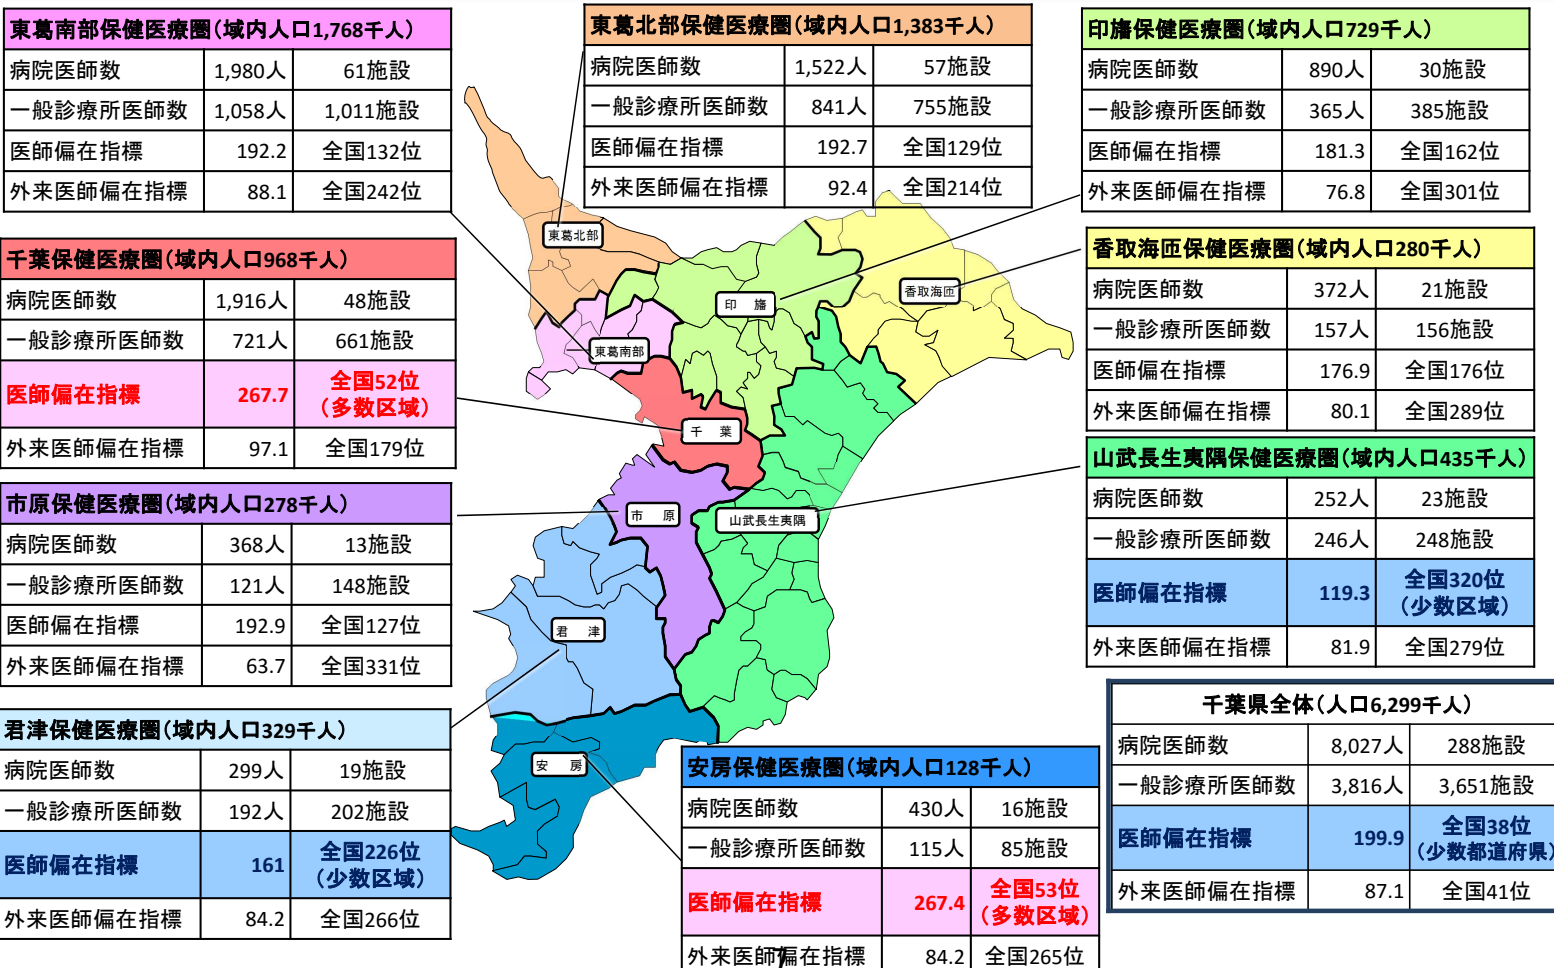 東葛南部保健医療圏(域内人口1,768千人)
病院医師数 1,980人 61施設
一般診療所医師数 1,058人 1,011施設
医師偏在指標 192.2 全国132位
外来医師偏在指標 88.1 全国242位
東葛北部保健医療圏(域内人口1,383千人)
病院医師数 1,522人 57施設
一般診療所医師数 841人 755施設
医師偏在指標 192.7 全国129位
外来医師偏在指標 92.4 全国214位
印旛保健医療圏(域内人口729千人)
病院医師数 890人 30施設
一般診療所医師数 365人 385施設
医師偏在指標 181.3 全国162位
外来医師偏在指標 76.8 全国301位
千葉保健医療圏(域内人口968千人)
病院医師数 1,916人 48施設
一般診療所医師数 721人 661施設
医師偏在指標 267.7 全国52位
(多数区域)
外来医師偏在指標 97.1 全国179位
香取海匝保健医療圏(域内人口280千人)
病院医師数 372人 21施設
一般診療所医師数 157人 156施設
医師偏在指標 176.9 全国176位
外来医師偏在指標 80.1 全国289位
市原保健医療圏(域内人口278千人)
病院医師数 368人 13施設
一般診療所医師数 121人 148施設
医師偏在指標 192.9 全国127位
外来医師偏在指標 63.7 全国331位
山武長生夷隅保健医療圏(域内人口435千人)
病院医師数 252人 23施設
一般診療所医師数 246人 248施設
医師偏在指標 119.3 全国320位
(少数区域)
外来医師偏在指標 81.9 全国279位
君津保健医療圏(域内人口329千人)
病院医師数 299人 19施設
一般診療所医師数 192人 202施設
医師偏在指標 161 全国226位
(少数区域)
外来医師偏在指標 84.2 全国266位
安房保健医療圏(域内人口128千人)
病院医師数 430人 16施設
一般診療所医師数 115人 85施設
医師偏在指標 267.4 全国53位
(多数区域)
外来医師偏在指標 84.2 全国265位
千葉県全体(人口6,299千人)
病院医師数 8,027人 288施設
一般診療所医師数 3,816人 3,651施設
医師偏在指標 199.9 全国38位
(少数都道府県)
外来医師偏在指標 87.1 全国41位
東葛北部
香取海匝
印 旛
東葛南部
千 葉
市 原
山武長生夷隅
君 津
安 房
7